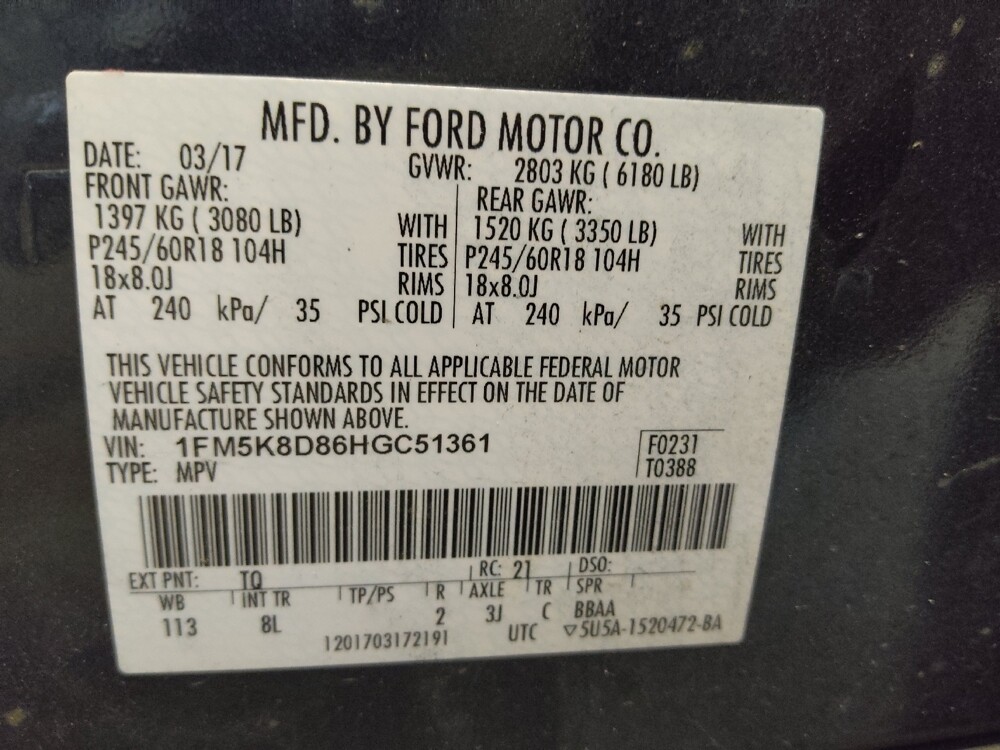 MFD. BY FORD MOTOR CO.
DATE: 03/17 GVWR: 2803 KG ( 6180 LB)
FRONT GAWR: REAR GAWR:
1397 KG ( 3080 LB) WITH 1520 KG ( 3350 LB) WITH
P245/60R18 104H TIRES P245/60R18 104H TIRES
18x8.0J RIMS 18x8.0J RIMS
AT 240 kPa/ 35 PSI COLD AT 240 kPa/ 35 PSI COLD
THIS VEHICLE CONFORMS TO ALL APPLICABLE FEDERAL MOTOR
VEHICLE SAFETY STANDARDS IN EFFECT ON THE DATE OF
MANUFACTURE SHOWN ABOVE.
VIN: 1FM5K8D86HGC51361 F0231
TYPE: MPV T0388
EXT PNT: TQ RC: 21 DSO:
WB INT TR TP/PS R AXLE TR SPR
113 8L 2 3J C BBAA
1201703172191 UTC ▽5U5A-1520472-BA